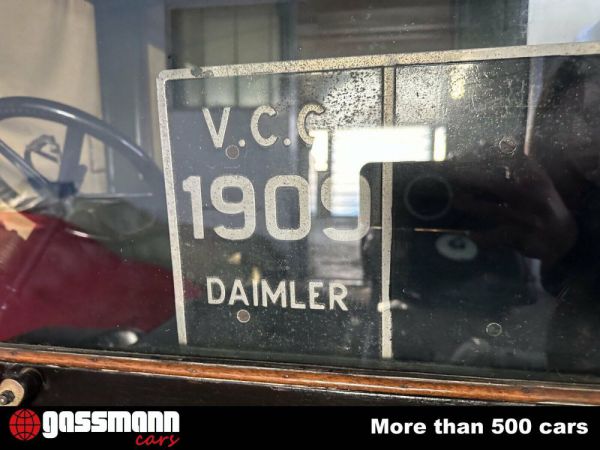 V.C.C.
1909
DAIMLER
gassmann
cars
More than 500 cars